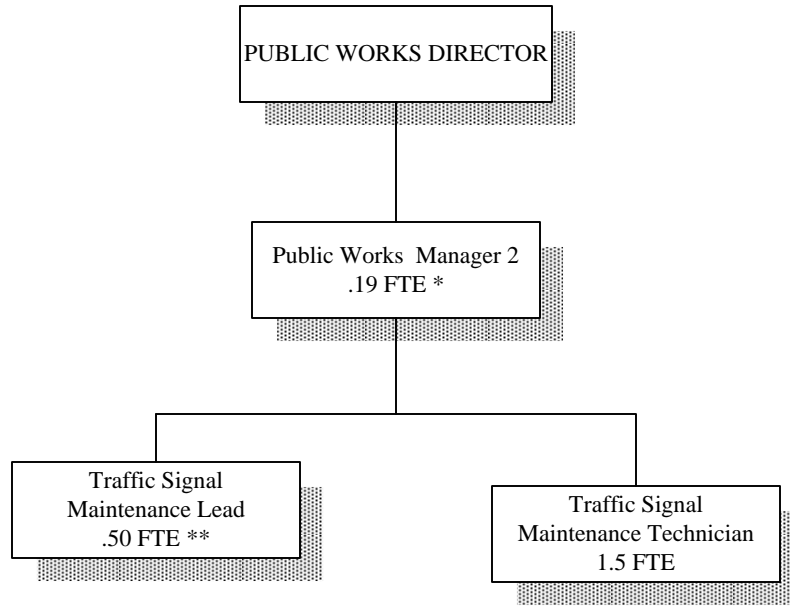 PUBLIC WORKS DIRECTOR
Public Works Manager 2
.19 FTE *
Traffic Signal
Maintenance Lead
.50 FTE **
Traffic Signal
Maintenance Technician
1.5 FTE